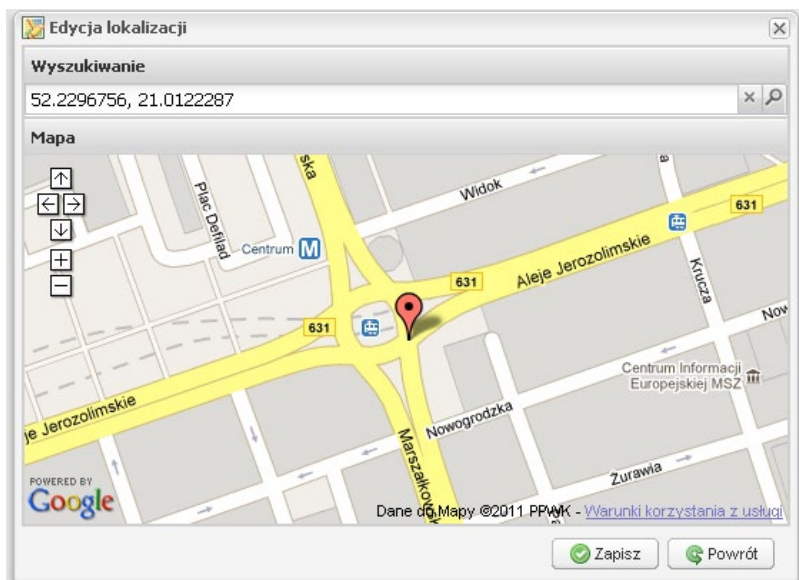 Edycja lokalizacji
Wyszukiwanie
52.2296756, 21.0122287
Mapa
ska
Widok
a
Plac Defilad
631
Centrum M
Aleje Jerozolimskie
631
Krucza
631
Now
Centrum Informacji
Europejskiej MSZ
je Jerozolimskie
Nowogrodzka
Marszałkowsk
Żurawia
POWERED BY
Google
Dane do Mapy ©2011 PPWK - Warunki korzystania z usługi
Zapisz
Powrót